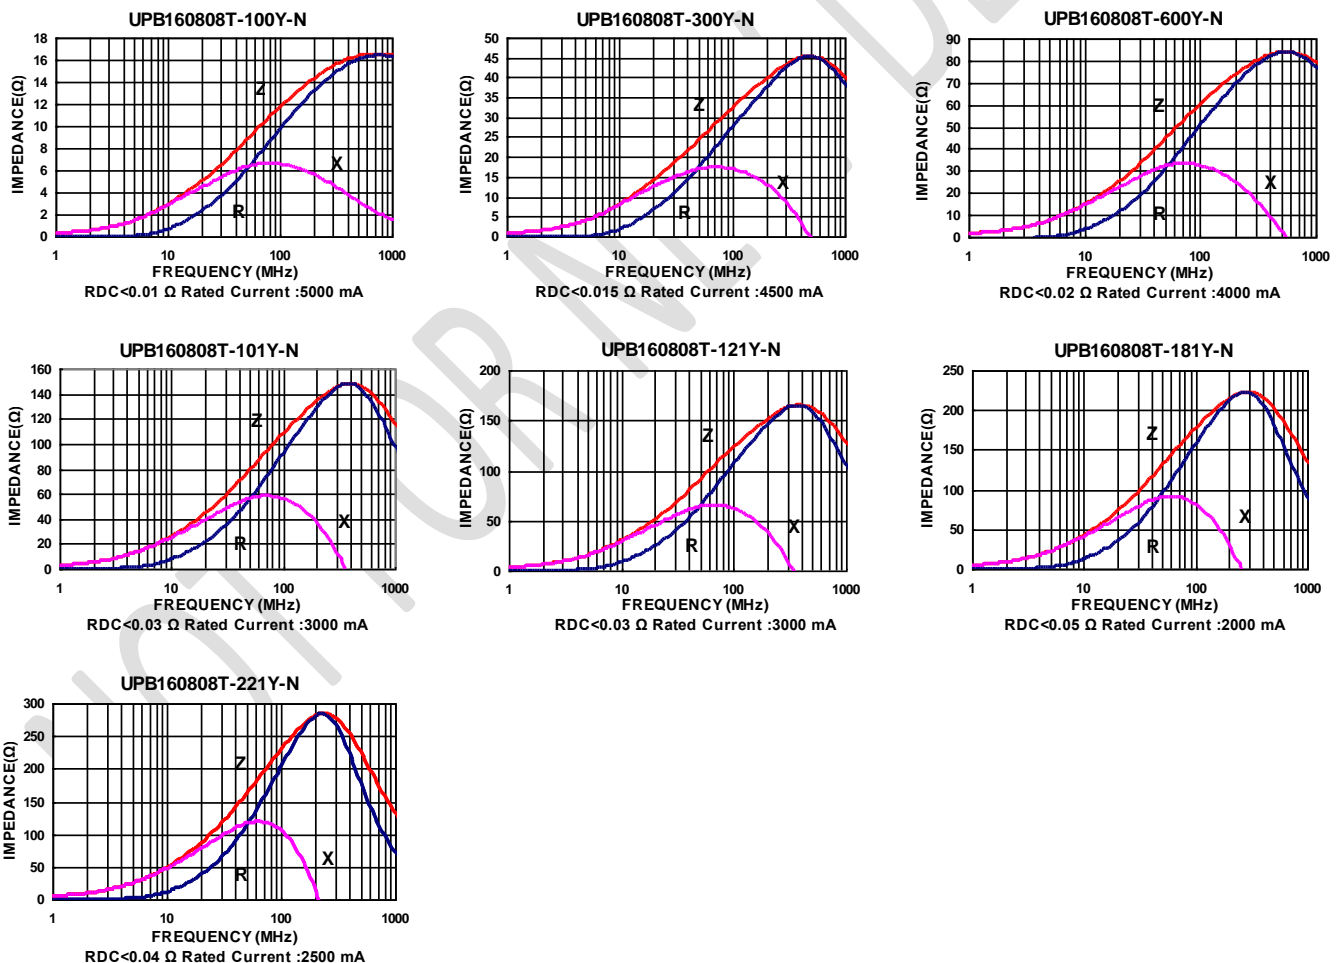 UPB160808T-100Y-N
18
16
14
12
10
8
6
4
2
0
IMPEDANCE(Ω)
Z
X
R
1 10 100 1000
FREQUENCY (MHz)
RDC<0.01 Ω Rated Current :5000 mA
UPB160808T-300Y-N
50
45
40
35
30
25
20
15
10
5
0
IMPEDANCE(Ω)
Z
X
R
1 10 100 1000
FREQUENCY (MHz)
RDC<0.015 Ω Rated Current :4500 mA
UPB160808T-600Y-N
90
80
70
60
50
40
30
20
10
0
IMPEDANCE(Ω)
Z
X
R
1 10 100 1000
FREQUENCY (MHz)
RDC<0.02 Ω Rated Current :4000 mA
UPB160808T-101Y-N
160
140
120
100
80
60
40
20
0
IMPEDANCE(Ω)
Z
X
R
1 10 100 1000
FREQUENCY (MHz)
RDC<0.03 Ω Rated Current :3000 mA
UPB160808T-121Y-N
200
150
100
50
0
IMPEDANCE(Ω)
Z
X
R
1 10 100 1000
FREQUENCY (MHz)
RDC<0.03 Ω Rated Current :3000 mA
UPB160808T-181Y-N
250
200
150
100
50
0
IMPEDANCE(Ω)
Z
X
R
1 10 100 1000
FREQUENCY (MHz)
RDC<0.05 Ω Rated Current :2000 mA
UPB160808T-221Y-N
300
250
200
150
100
50
0
IMPEDANCE(Ω)
Z
X
R
1 10 100 1000
FREQUENCY (MHz)
RDC<0.04 Ω Rated Current :2500 mA
NOT FOR